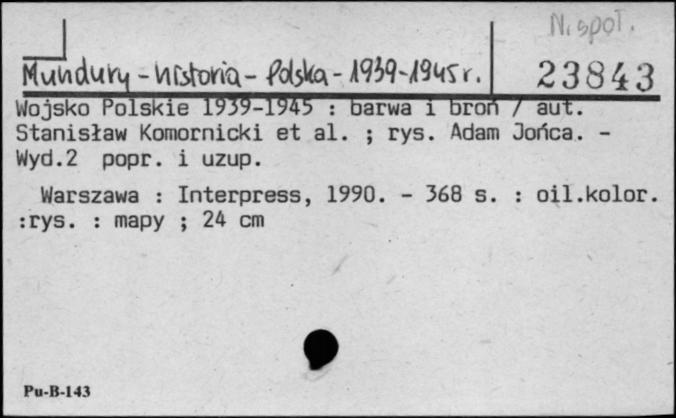 N. społ.
Mundury - historia - Polska - 1939-1945 r. 23843
Wojsko Polskie 1939-1945 : barwa i broń / aut.
Stanisław Komornicki et al. ; rys. Adam Jońca. -
Wyd.2 popr. i uzup.
Warszawa : Interpress, 1990. - 368 s. : oil.kolor.
:rys. : mapy ; 24 cm
Pu-B-143